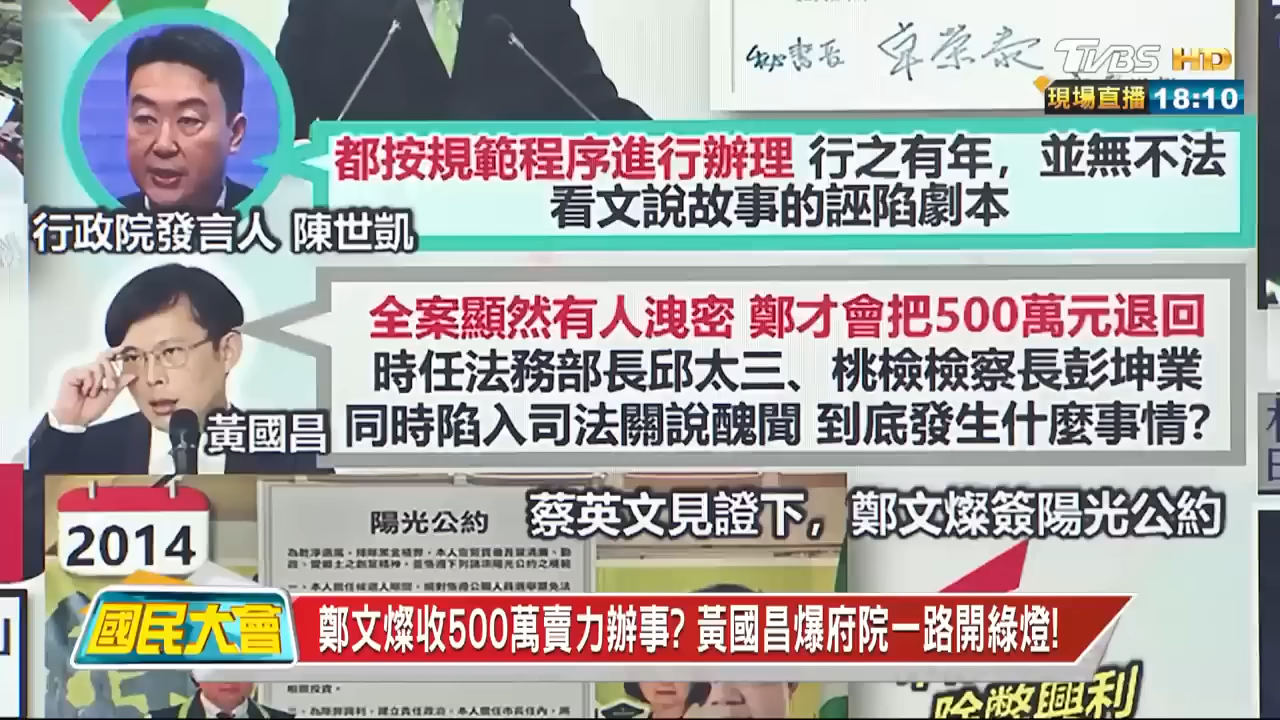 秘書長 卓榮泰
TVBS HD
現場直播 18:10
都按規範程序進行辦理 行之有年，並無不法
看文說故事的誣陷劇本
行政院發言人 陳世凱
全案顯然有人洩密 鄭才會把500萬元退回
時任法務部長邱太三、桃檢檢察長彭坤業
同時陷入司法關說醜聞 到底發生什麼事情?
黃國昌
蔡英文見證下，鄭文燦簽陽光公約
2014
陽光公約
國民大會
鄭文燦收500萬賣力辦事? 黃國昌爆府院一路開綠燈!
除弊興利